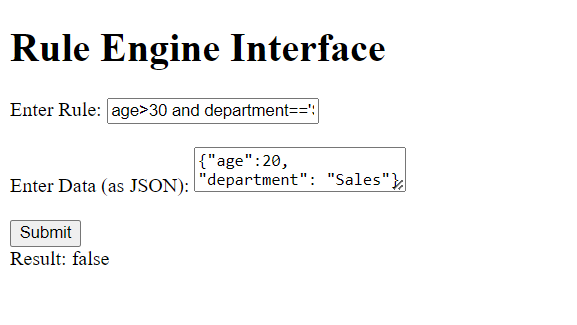 Rule Engine Interface
Enter Rule: age>30 and department=='
{"age":20,
Enter Data (as JSON): "department": "Sales"}
Submit
Result: false